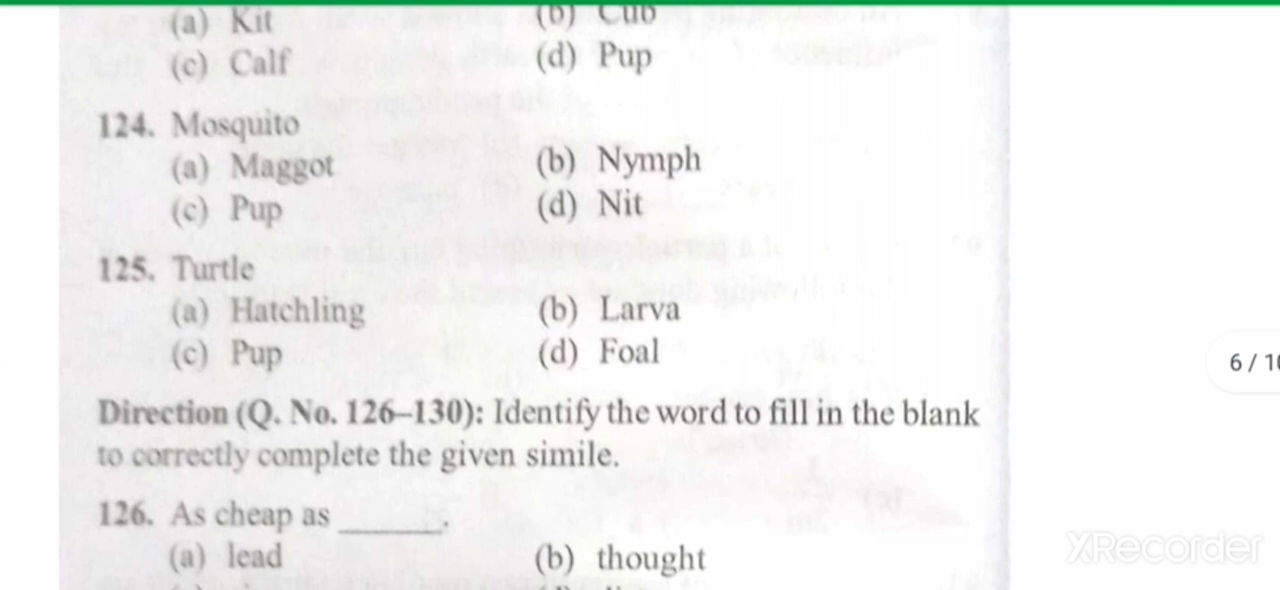 (a) Kit (b) Cub
(c) Calf (d) Pup
124. Mosquito
(a) Maggot (b) Nymph
(c) Pup (d) Nit
125. Turtle
(a) Hatchling (b) Larva
(c) Pup (d) Foal
Direction (Q. No. 126–130): Identify the word to fill in the blank
to correctly complete the given simile.
126. As cheap as ______.
(a) lead (b) thought
6 / 10
XRecorder